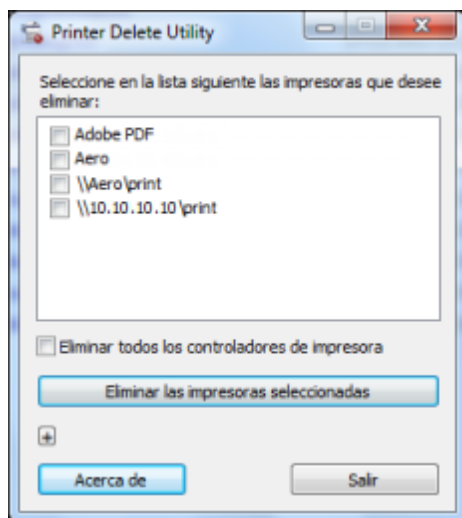 Printer Delete Utility
Seleccione en la lista siguiente las impresoras que desee
eliminar:
Adobe PDF
Aero
\\Aero\print
\\10.10.10.10\print
Eliminar todos los controladores de impresora
Eliminar las impresoras seleccionadas
Acerca de
Salir